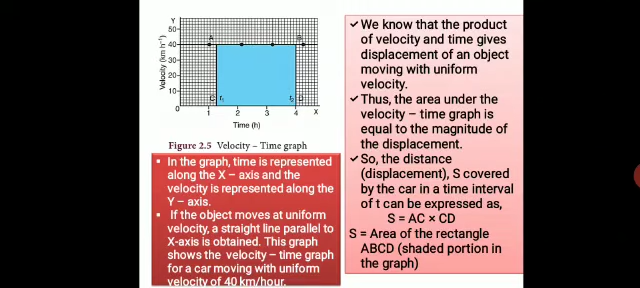 Y
50
40
30
20
10
0
A
B
C
t1
t2
D
1
2
3
4
X
Velocity (km h⁻¹)
Time (h)
Figure 2.5 Velocity – Time graph
▪ In the graph, time is represented
along the X – axis and the
velocity is represented along the
Y – axis.
▪ If the object moves at uniform
velocity, a straight line parallel to
X-axis is obtained. This graph
shows the velocity – time graph
for a car moving with uniform
velocity of 40 km/hour.
✓ We know that the product
of velocity and time gives
displacement of an object
moving with uniform
velocity.
✓ Thus, the area under the
velocity – time graph is
equal to the magnitude of
the displacement.
✓ So, the distance
(displacement), S covered
by the car in a time interval
of t can be expressed as,
S = AC × CD
S = Area of the rectangle
ABCD (shaded portion in
the graph)